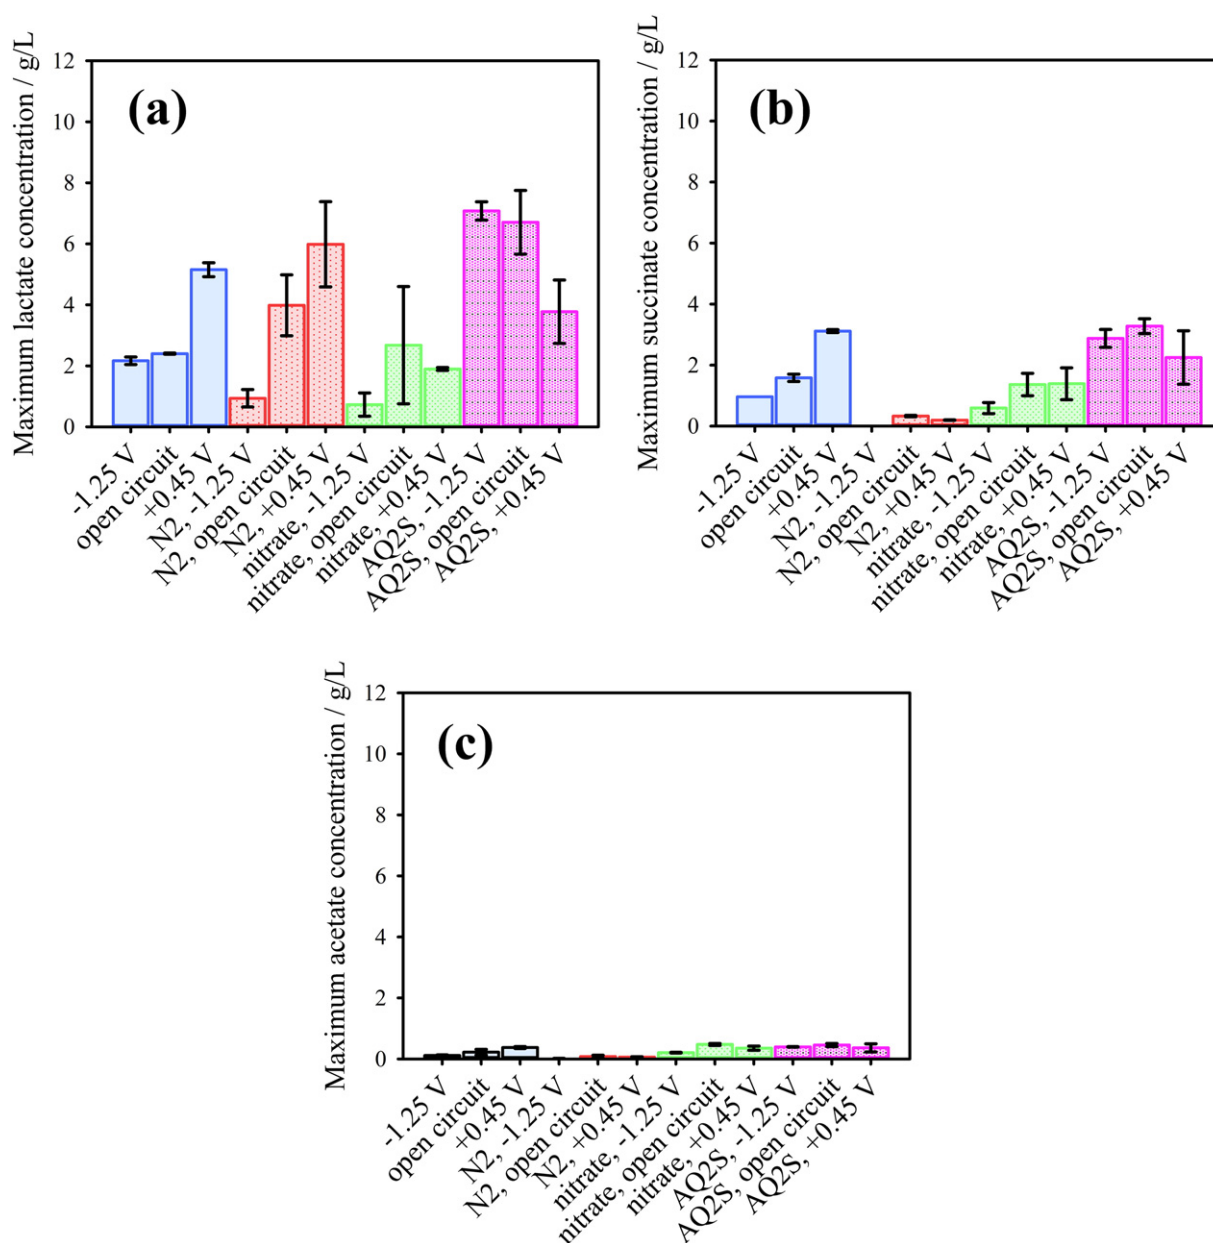 (a)
Maximum lactate concentration / g/L
12
10
8
6
4
2
0
-1.25 V
open circuit
+0.45 V
N2, -1.25 V
N2, open circuit
N2, +0.45 V
nitrate, -1.25 V
nitrate, open circuit
nitrate, +0.45 V
AQ2S, -1.25 V
AQ2S, open circuit
AQ2S, +0.45 V
(b)
Maximum succinate concentration / g/L
12
10
8
6
4
2
0
-1.25 V
open circuit
+0.45 V
N2, -1.25 V
N2, open circuit
N2, +0.45 V
nitrate, -1.25 V
nitrate, open circuit
nitrate, +0.45 V
AQ2S, -1.25 V
AQ2S, open circuit
AQ2S, +0.45 V
(c)
Maximum acetate concentration / g/L
12
10
8
6
4
2
0
-1.25 V
open circuit
+0.45 V
N2, -1.25 V
N2, open circuit
N2, +0.45 V
nitrate, -1.25 V
nitrate, open circuit
nitrate, +0.45 V
AQ2S, -1.25 V
AQ2S, open circuit
AQ2S, +0.45 V